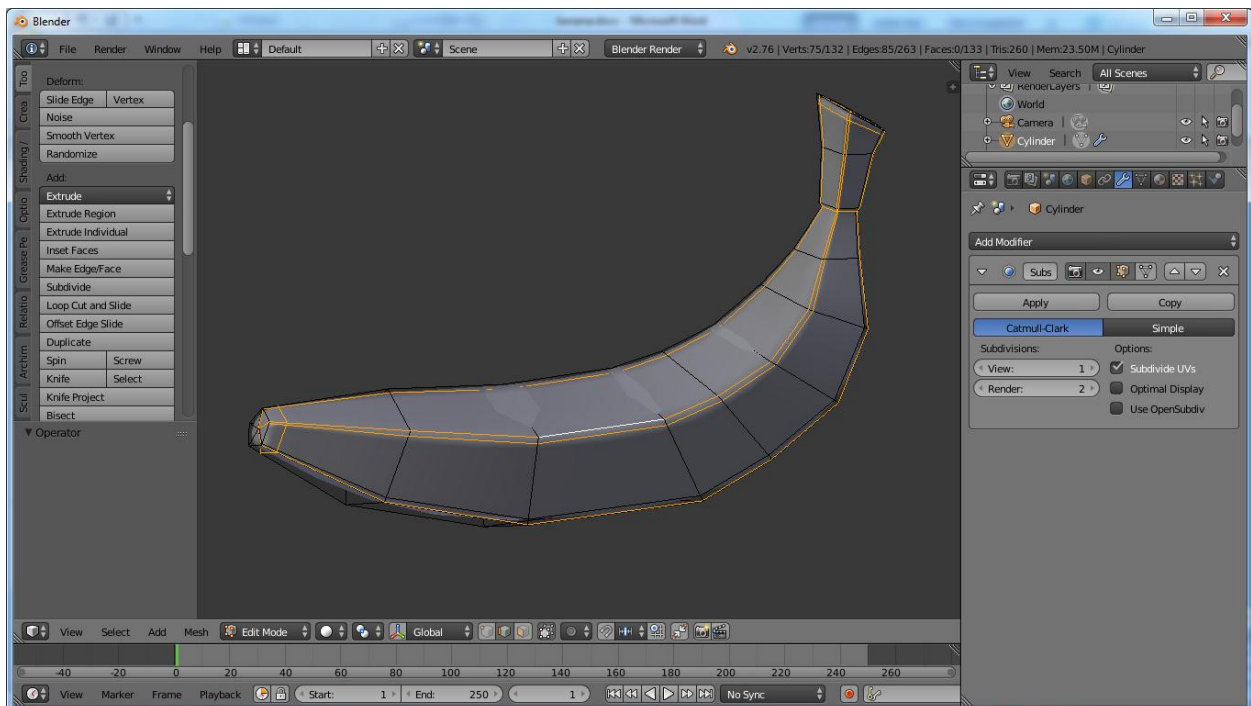 Blender
File Render Window Help Default Scene Blender Render v2.76 | Verts:75/132 | Edges:85/263 | Faces:0/133 | Tris:260 | Mem:23.50M | Cylinder
Too
Crea
Shading/
Optio
Grease Pe
Relatio
Archim
Scul
Deform:
Slide Edge Vertex
Noise
Smooth Vertex
Randomize
Add:
Extrude
Extrude Region
Extrude Individual
Inset Faces
Make Edge/Face
Subdivide
Loop Cut and Slide
Offset Edge Slide
Duplicate
Spin Screw
Knife Select
Knife Project
Bisect
Operator
View Search All Scenes
RenderLayers
World
Camera
Cylinder
Cylinder
Add Modifier
Subs
Apply Copy
Catmull-Clark Simple
Subdivisions: Options:
View: 1 Subdivide UVs
Render: 2 Optimal Display
Use OpenSubdiv
View Select Add Mesh Edit Mode Global
-40 -20 0 20 40 60 80 100 120 140 160 180 200 220 240 260
View Marker Frame Playback Start: 1 End: 250 1 No Sync